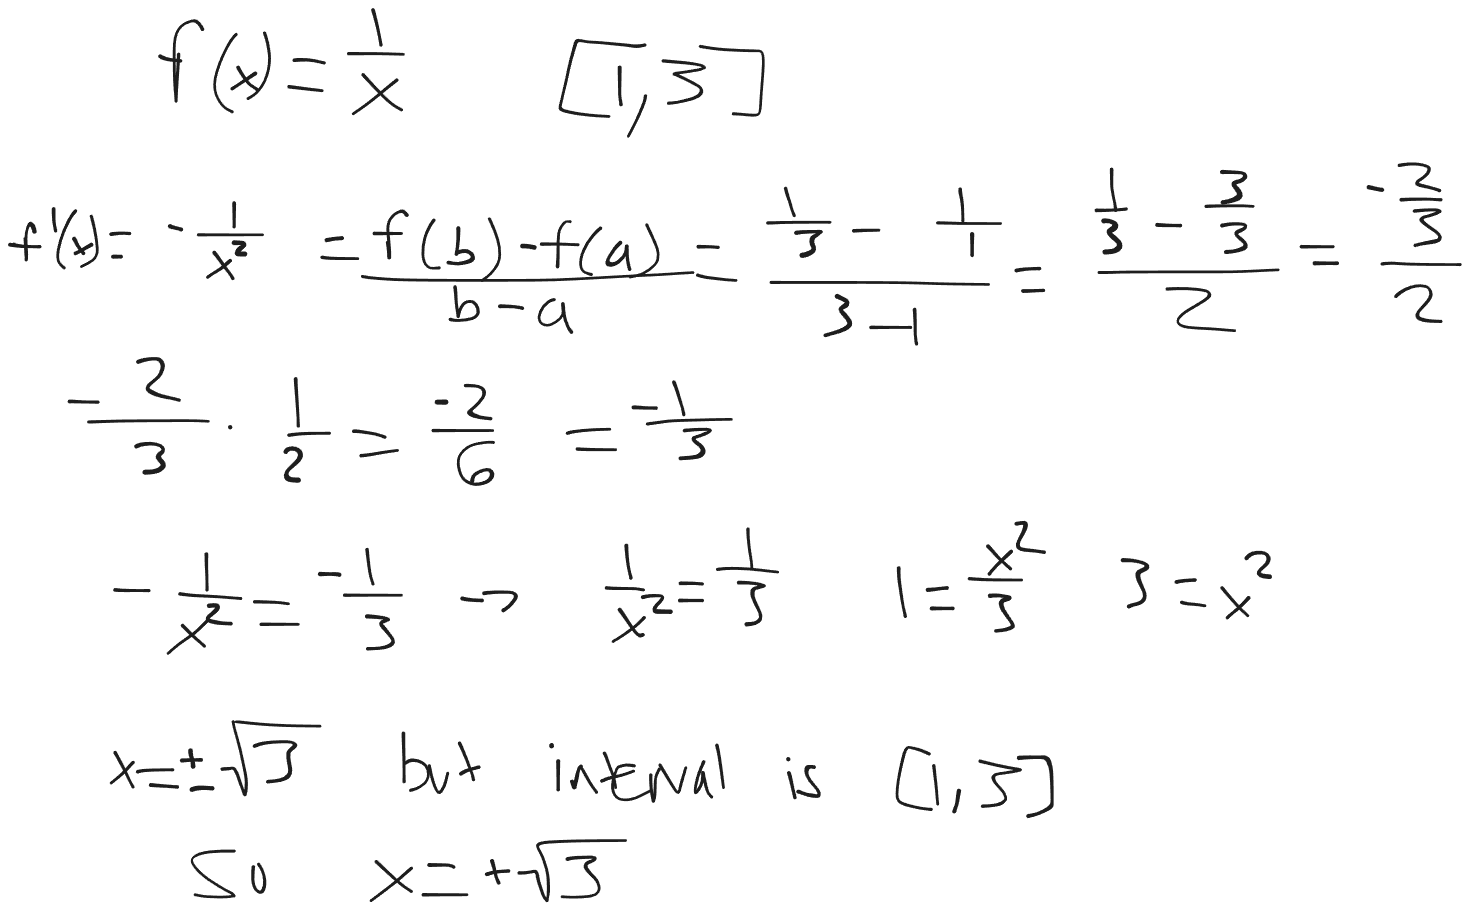 f(x) = 1/x [1,3]
f'(x) = -1/x² = (f(b) - f(a))/(b - a) = (1/3 - 1/1)/(3 - 1) = (1/3 - 3/3)/2 = (-2/3)/2
-2/3 · 1/2 = -2/6 = -1/3
-1/x² = -1/3 → 1/x² = 1/3 1 = x²/3 3 = x²
x = ±√3 but interval is [1,3]
So x = +√3